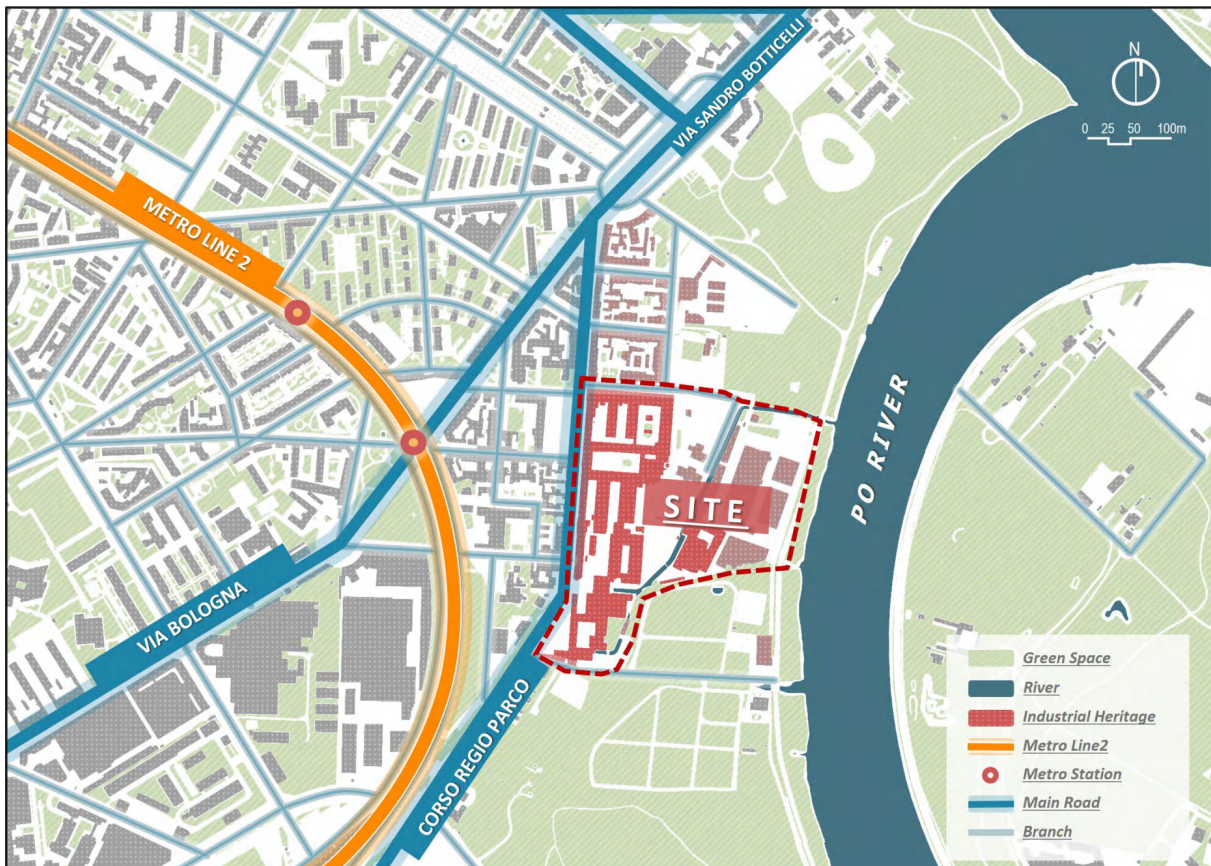 VIA SANDRO BOTTICELLI
N
0 25 50 100m
METRO LINE 2
SITE
PO RIVER
VIA BOLOGNA
CORSO REGIO PARCO
Green Space
River
Industrial Heritage
Metro Line2
Metro Station
Main Road
Branch